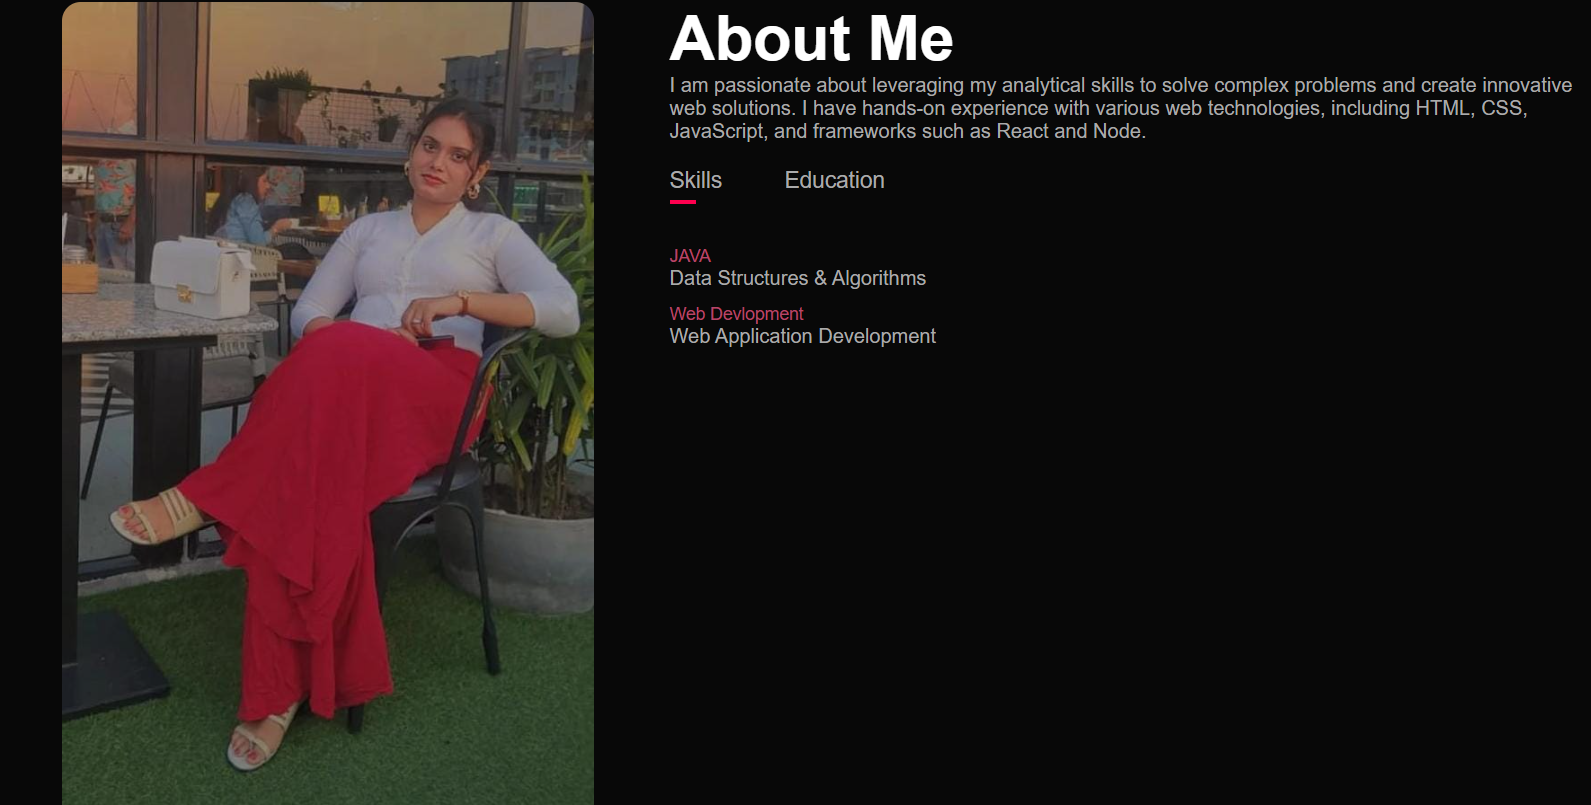 About Me
I am passionate about leveraging my analytical skills to solve complex problems and create innovative
web solutions. I have hands-on experience with various web technologies, including HTML, CSS,
JavaScript, and frameworks such as React and Node.
Skills Education
JAVA
Data Structures & Algorithms
Web Devlopment
Web Application Development